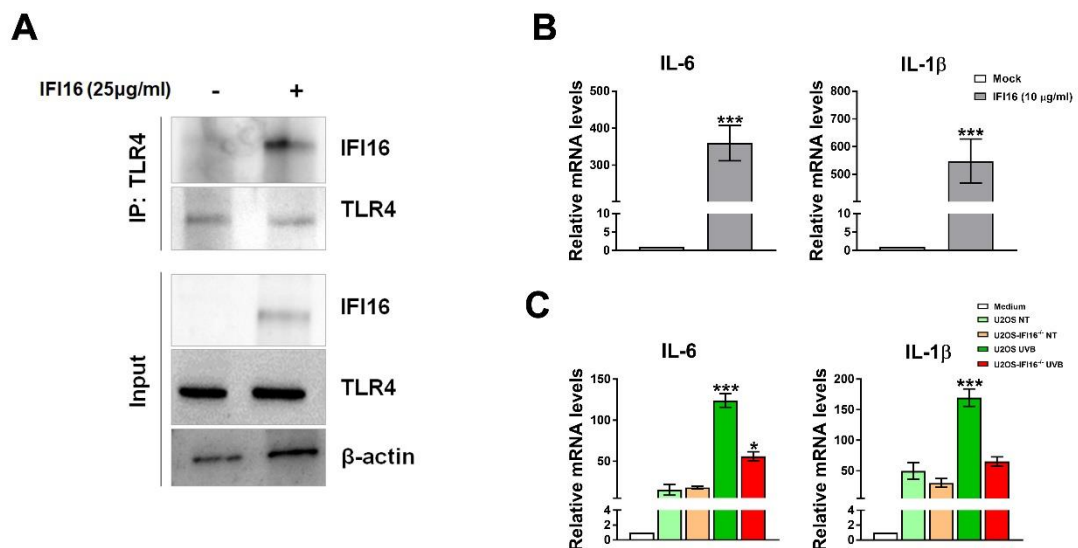 A
IFI16 (25µg/ml) - +
IP: TLR4
IFI16
TLR4
Input
IFI16
TLR4
β-actin
B
IL-6
Relative mRNA levels
600
450
300
10
5
0
***
IL-1β
Relative mRNA levels
800
700
600
500
10
5
0
***
Mock
IFI16 (10 µg/ml)
C
IL-6
Relative mRNA levels
150
100
50
4
2
0
***
*
IL-1β
Relative mRNA levels
200
150
100
50
4
2
0
***
Medium
U2OS NT
U2OS-IFI16-/- NT
U2OS UVB
U2OS-IFI16-/- UVB